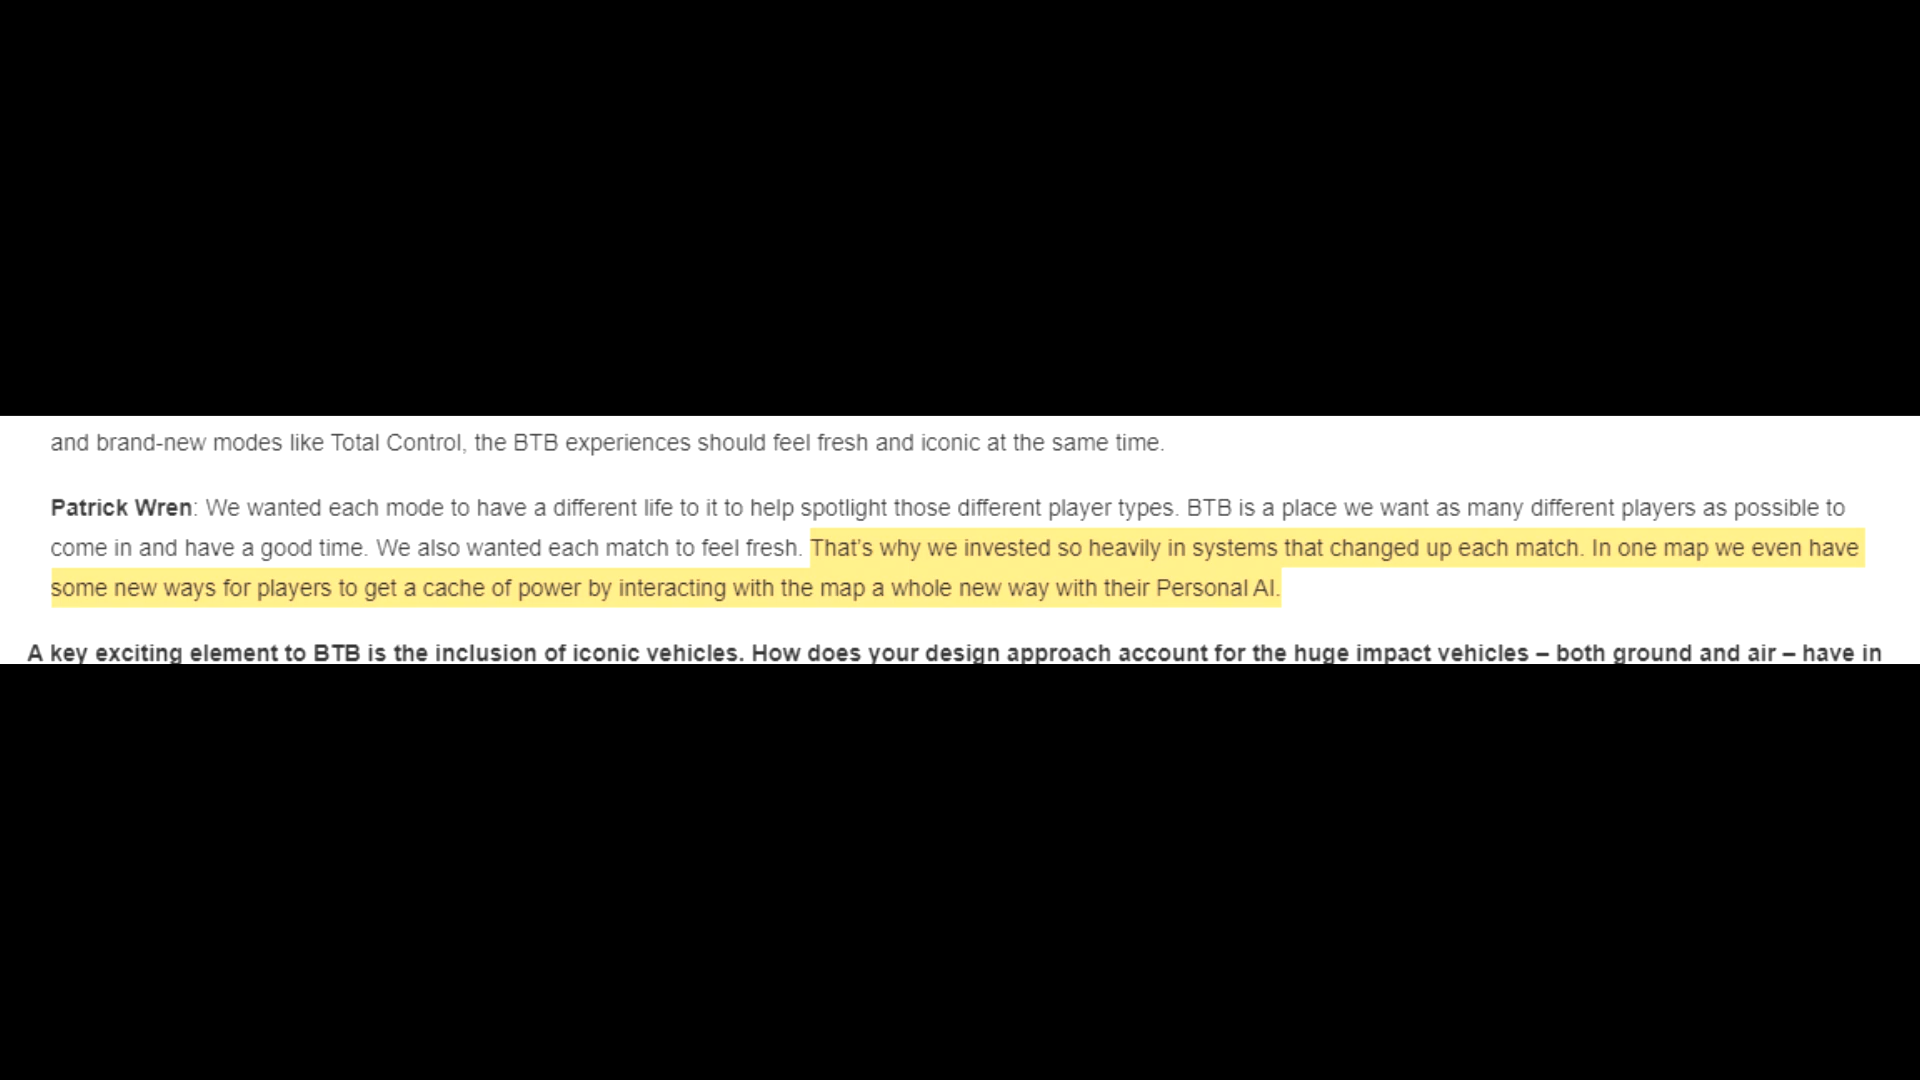 and brand-new modes like Total Control, the BTB experiences should feel fresh and iconic at the same time.
Patrick Wren: We wanted each mode to have a different life to it to help spotlight those different player types. BTB is a place we want as many different players as possible to
come in and have a good time. We also wanted each match to feel fresh. That’s why we invested so heavily in systems that changed up each match. In one map we even have
some new ways for players to get a cache of power by interacting with the map a whole new way with their Personal AI.
A key exciting element to BTB is the inclusion of iconic vehicles. How does your design approach account for the huge impact vehicles – both ground and air – have in